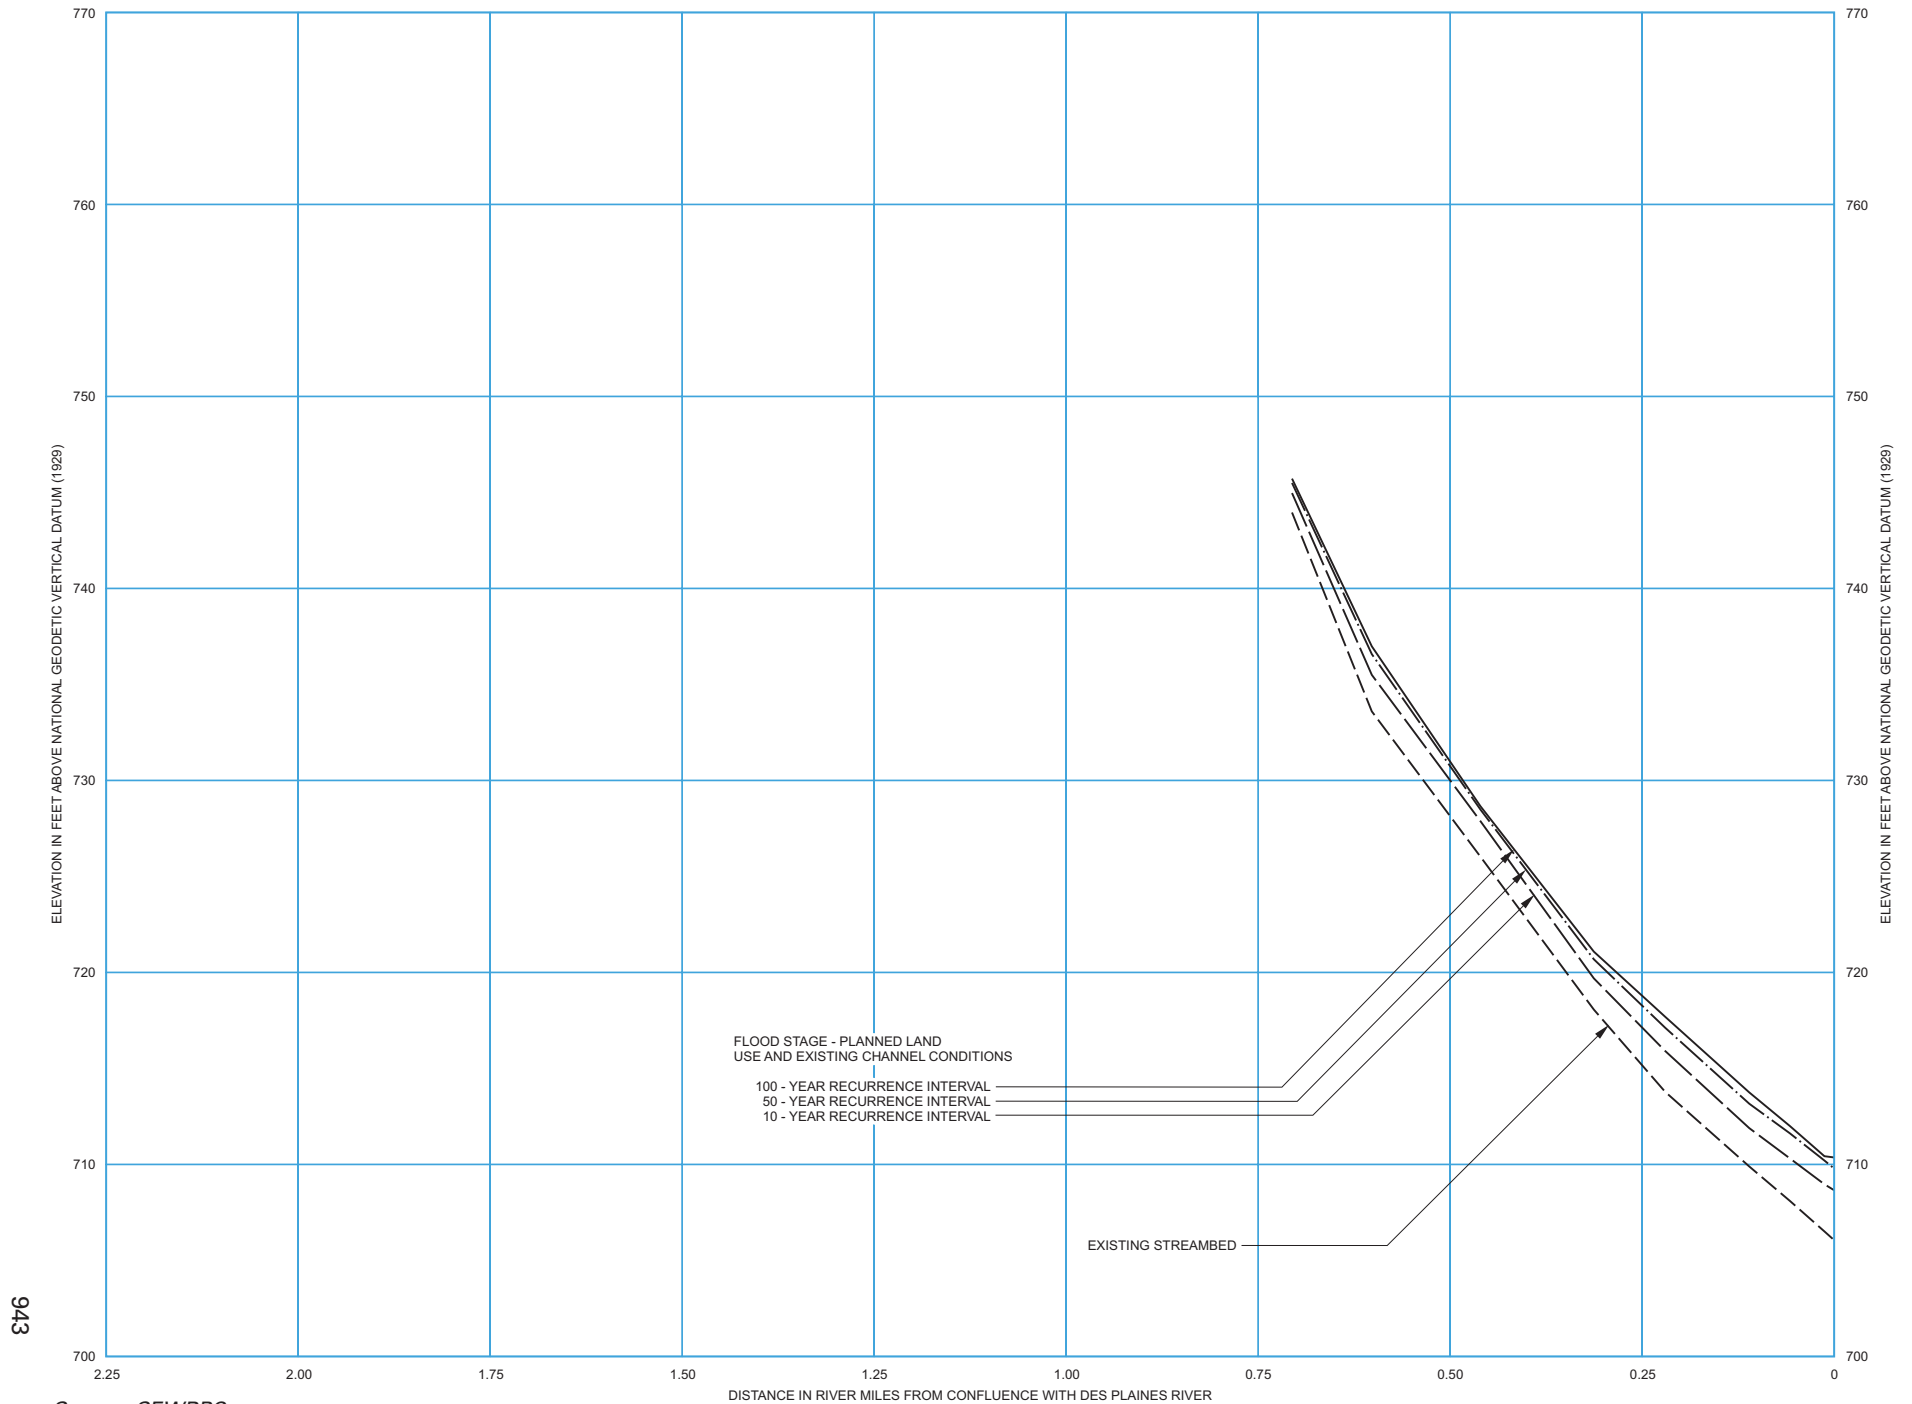 770
760
750
740
730
720
710
700
ELEVATION IN FEET ABOVE NATIONAL GEODETIC VERTICAL DATUM (1929)
FLOOD STAGE - PLANNED LAND
USE AND EXISTING CHANNEL CONDITIONS
100 - YEAR RECURRENCE INTERVAL
50 - YEAR RECURRENCE INTERVAL
10 - YEAR RECURRENCE INTERVAL
EXISTING STREAMBED
770
760
750
740
730
720
710
700
ELEVATION IN FEET ABOVE NATIONAL GEODETIC VERTICAL DATUM (1929)
2.25 2.00 1.75 1.50 1.25 1.00 0.75 0.50 0.25 0
DISTANCE IN RIVER MILES FROM CONFLUENCE WITH DES PLAINES RIVER
943